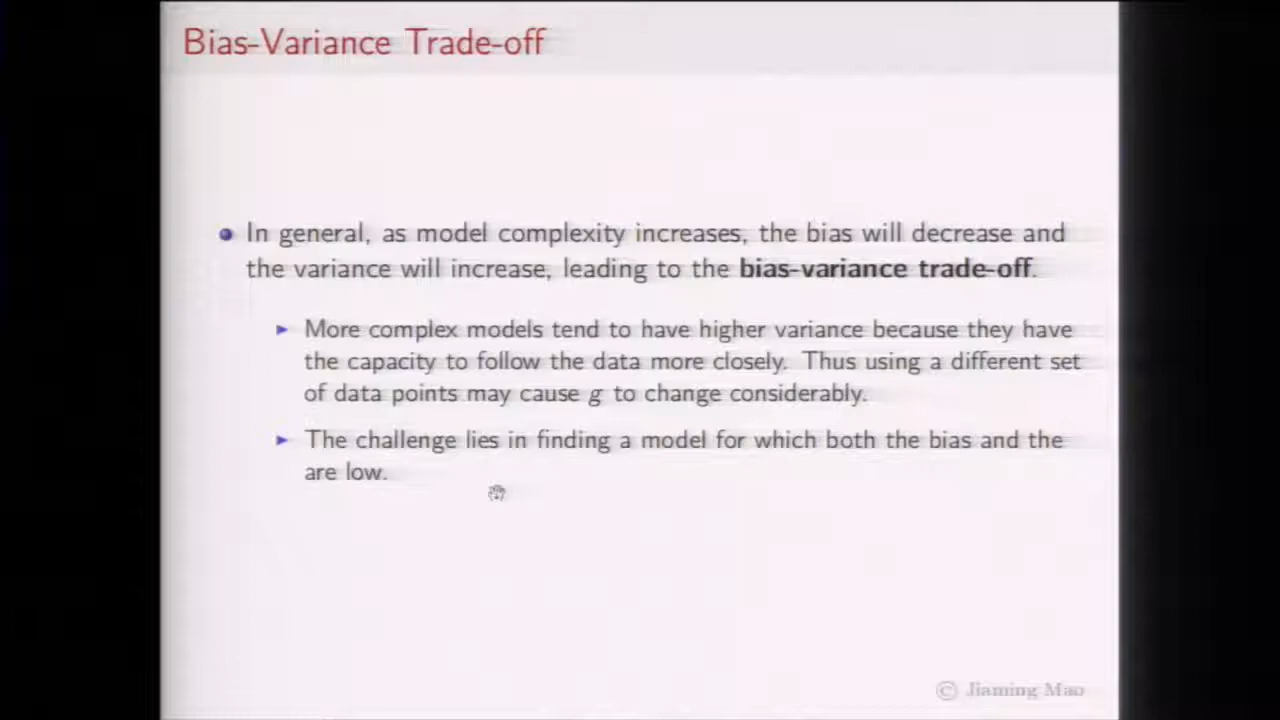 Bias-Variance Trade-off
In general, as model complexity increases, the bias will decrease and
the variance will increase, leading to the bias-variance trade-off.
More complex models tend to have higher variance because they have
the capacity to follow the data more closely. Thus using a different set
of data points may cause g to change considerably.
The challenge lies in finding a model for which both the bias and the
are low.
© Jiaming Mao